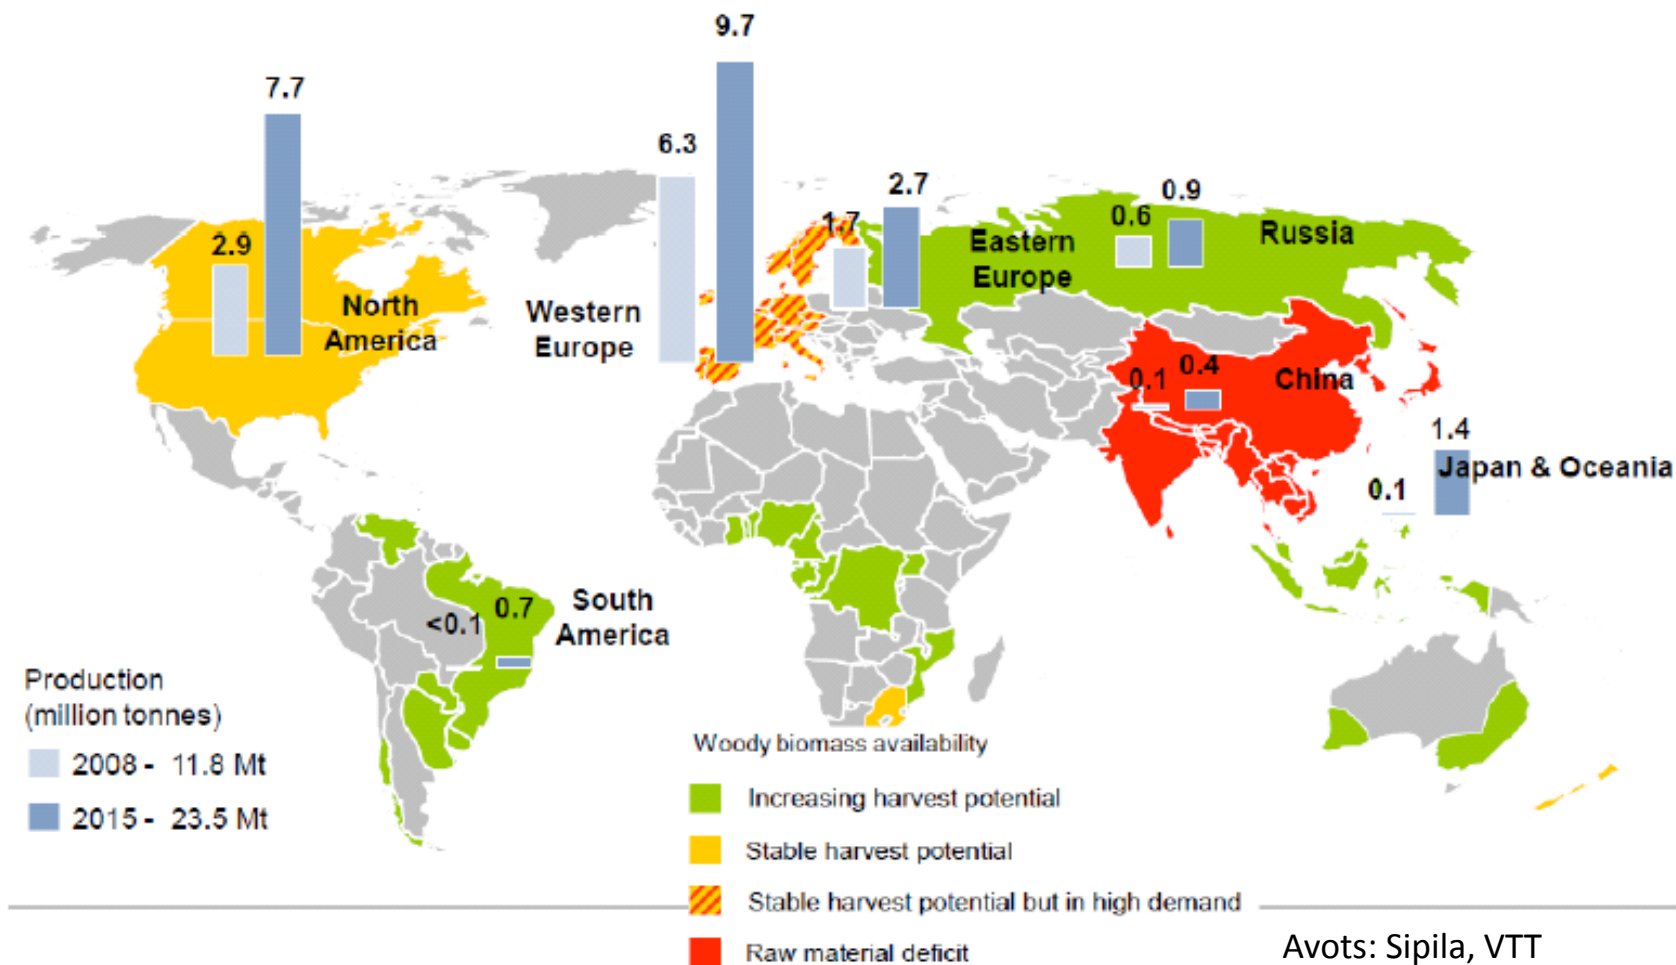 9.7
7.7
6.3
2.7
0.9
0.6
1.7
2.9
Russia
Eastern
Europe
North
America
Western
Europe
0.4
0.1
China
1.4
Japan & Oceania
0.1
South
America
0.7
<0.1
Production
(million tonnes)
2008 - 11.8 Mt
2015 - 23.5 Mt
Woody biomass availability
Increasing harvest potential
Stable harvest potential
Stable harvest potential but in high demand
Raw material deficit
Avots: Sipila, VTT